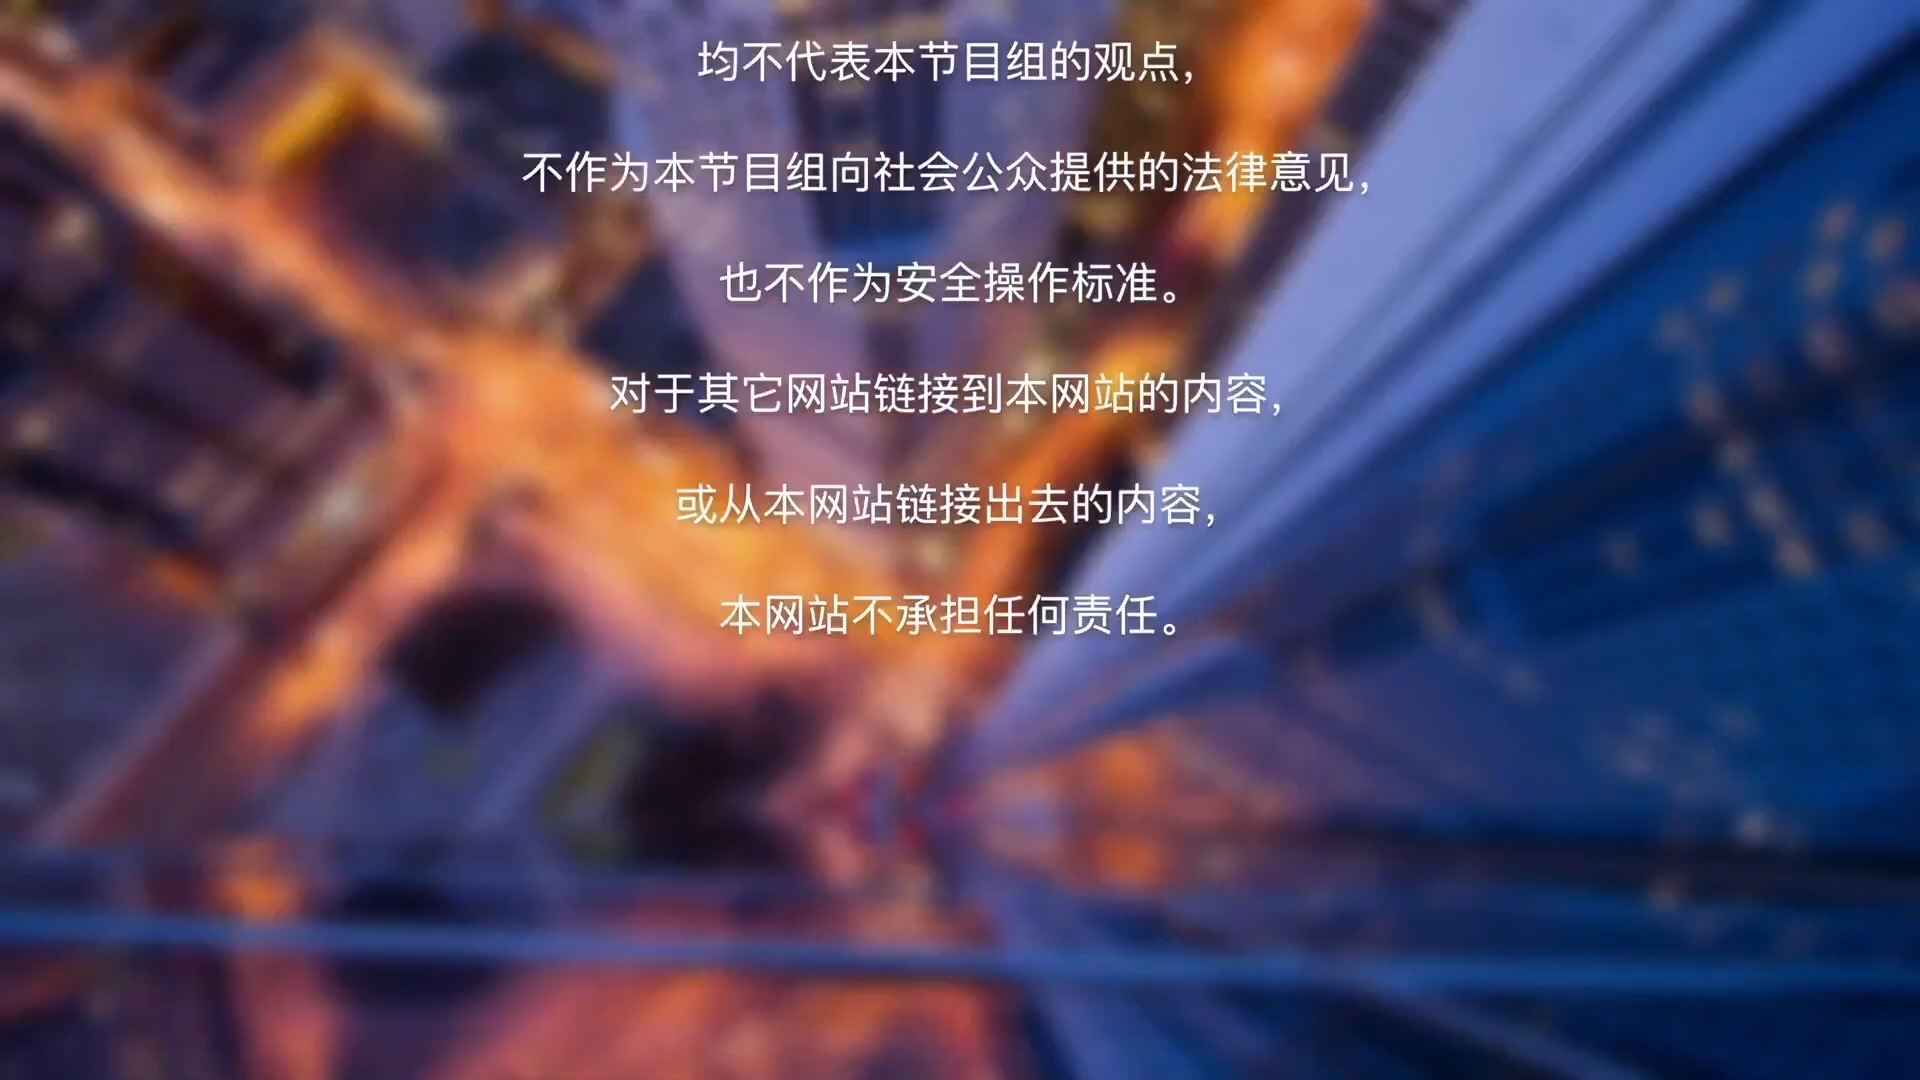 均不代表本节目组的观点，
不作为本节目组向社会公众提供的法律意见，
也不作为安全操作标准。
对于其它网站链接到本网站的内容，
或从本网站链接出去的内容，
本网站不承担任何责任。